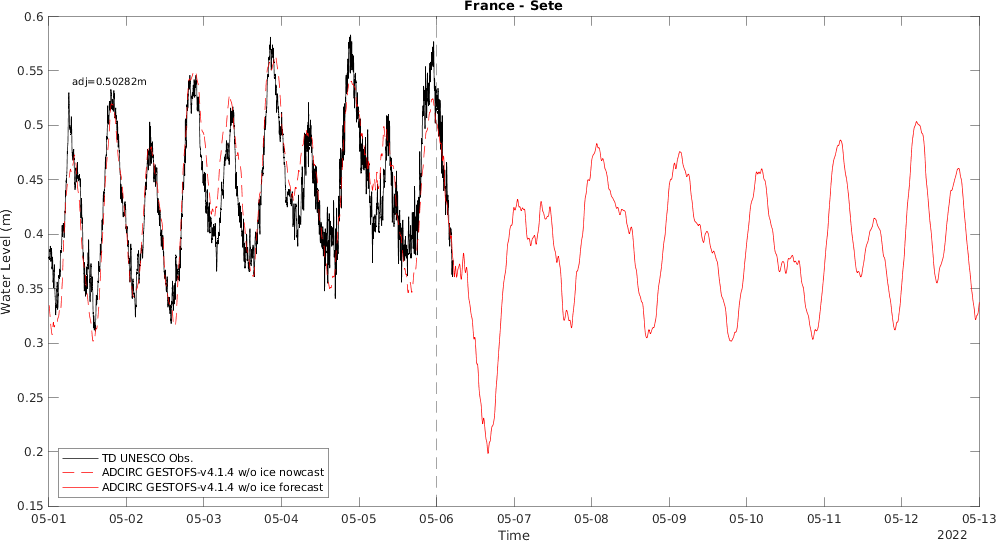 France - Sete
0.6
0.55
0.5
0.45
0.4
0.35
0.3
0.25
0.2
0.15
Water Level (m)
adj=0.50282m
TD UNESCO Obs.
ADCIRC GESTOFS-v4.1.4 w/o ice nowcast
ADCIRC GESTOFS-v4.1.4 w/o ice forecast
05-01 05-02 05-03 05-04 05-05 05-06 05-07 05-08 05-09 05-10 05-11 05-12 05-13
Time
2022